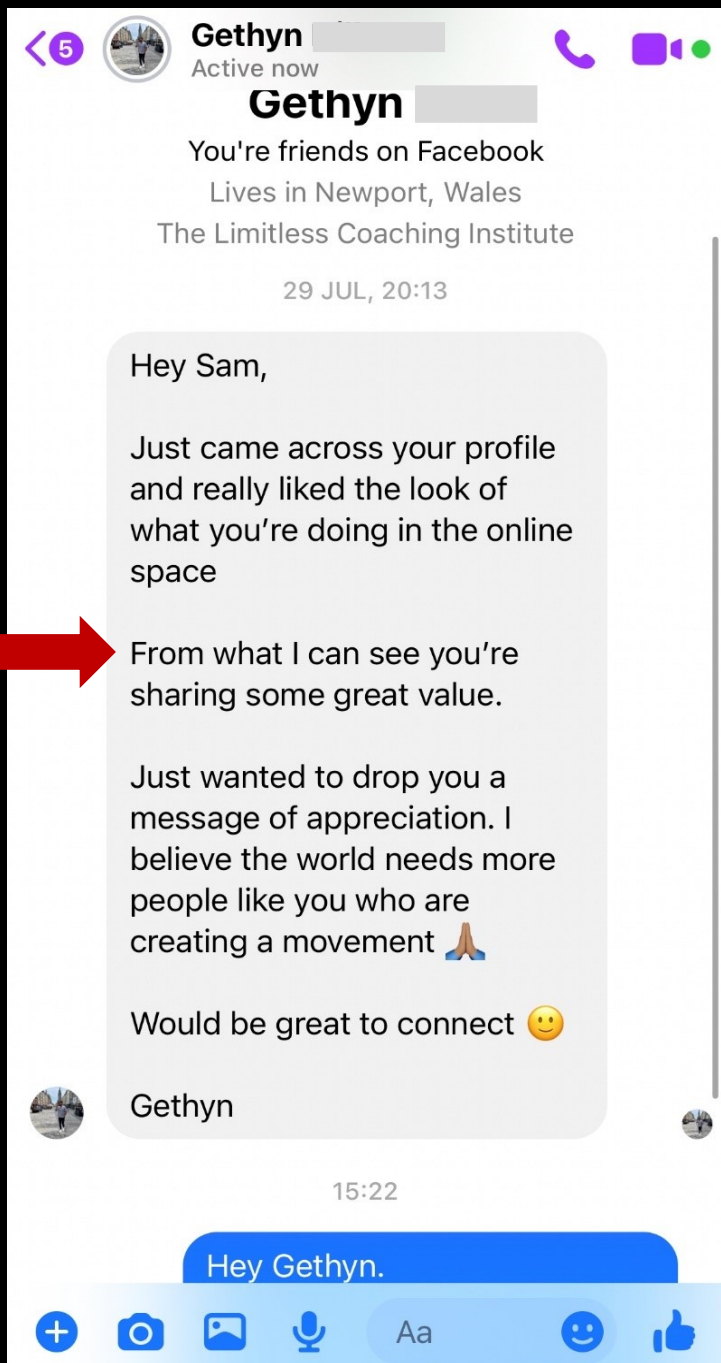 5
Gethyn
Active now
Gethyn
You're friends on Facebook
Lives in Newport, Wales
The Limitless Coaching Institute
29 JUL, 20:13
Hey Sam,
Just came across your profile
and really liked the look of
what you’re doing in the online
space
From what I can see you’re
sharing some great value.
Just wanted to drop you a
message of appreciation. I
believe the world needs more
people like you who are
creating a movement 🙏🏽
Would be great to connect 🙂
Gethyn
15:22
Hey Gethyn.
Aa